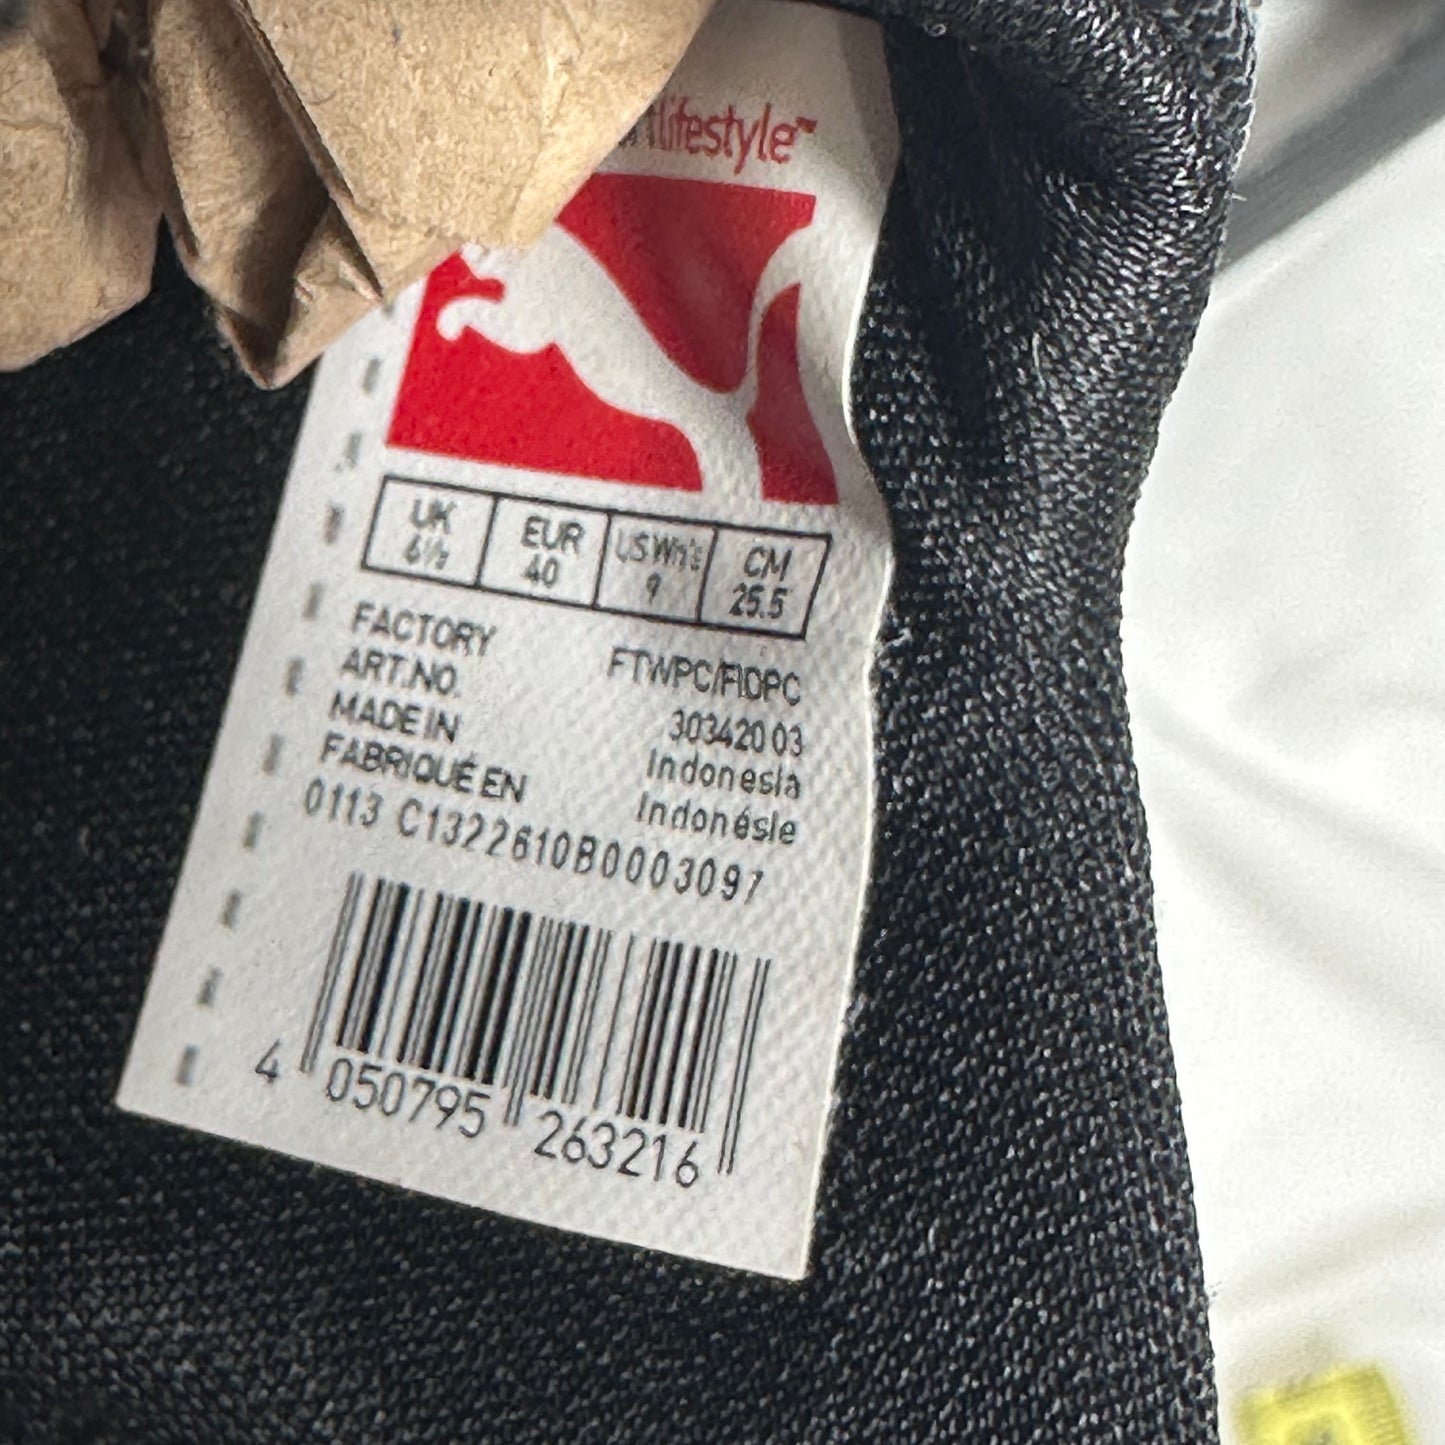 lifestyle™
UK EUR US Wn's CM
6½ 40 9 25.5
FACTORY FTWPC/FIDPC
ART.NO. 303420 03
MADE IN Indonesia
FABRIQUÉ EN Indonésie
0113 C1322610B0003097
4 050795 263216